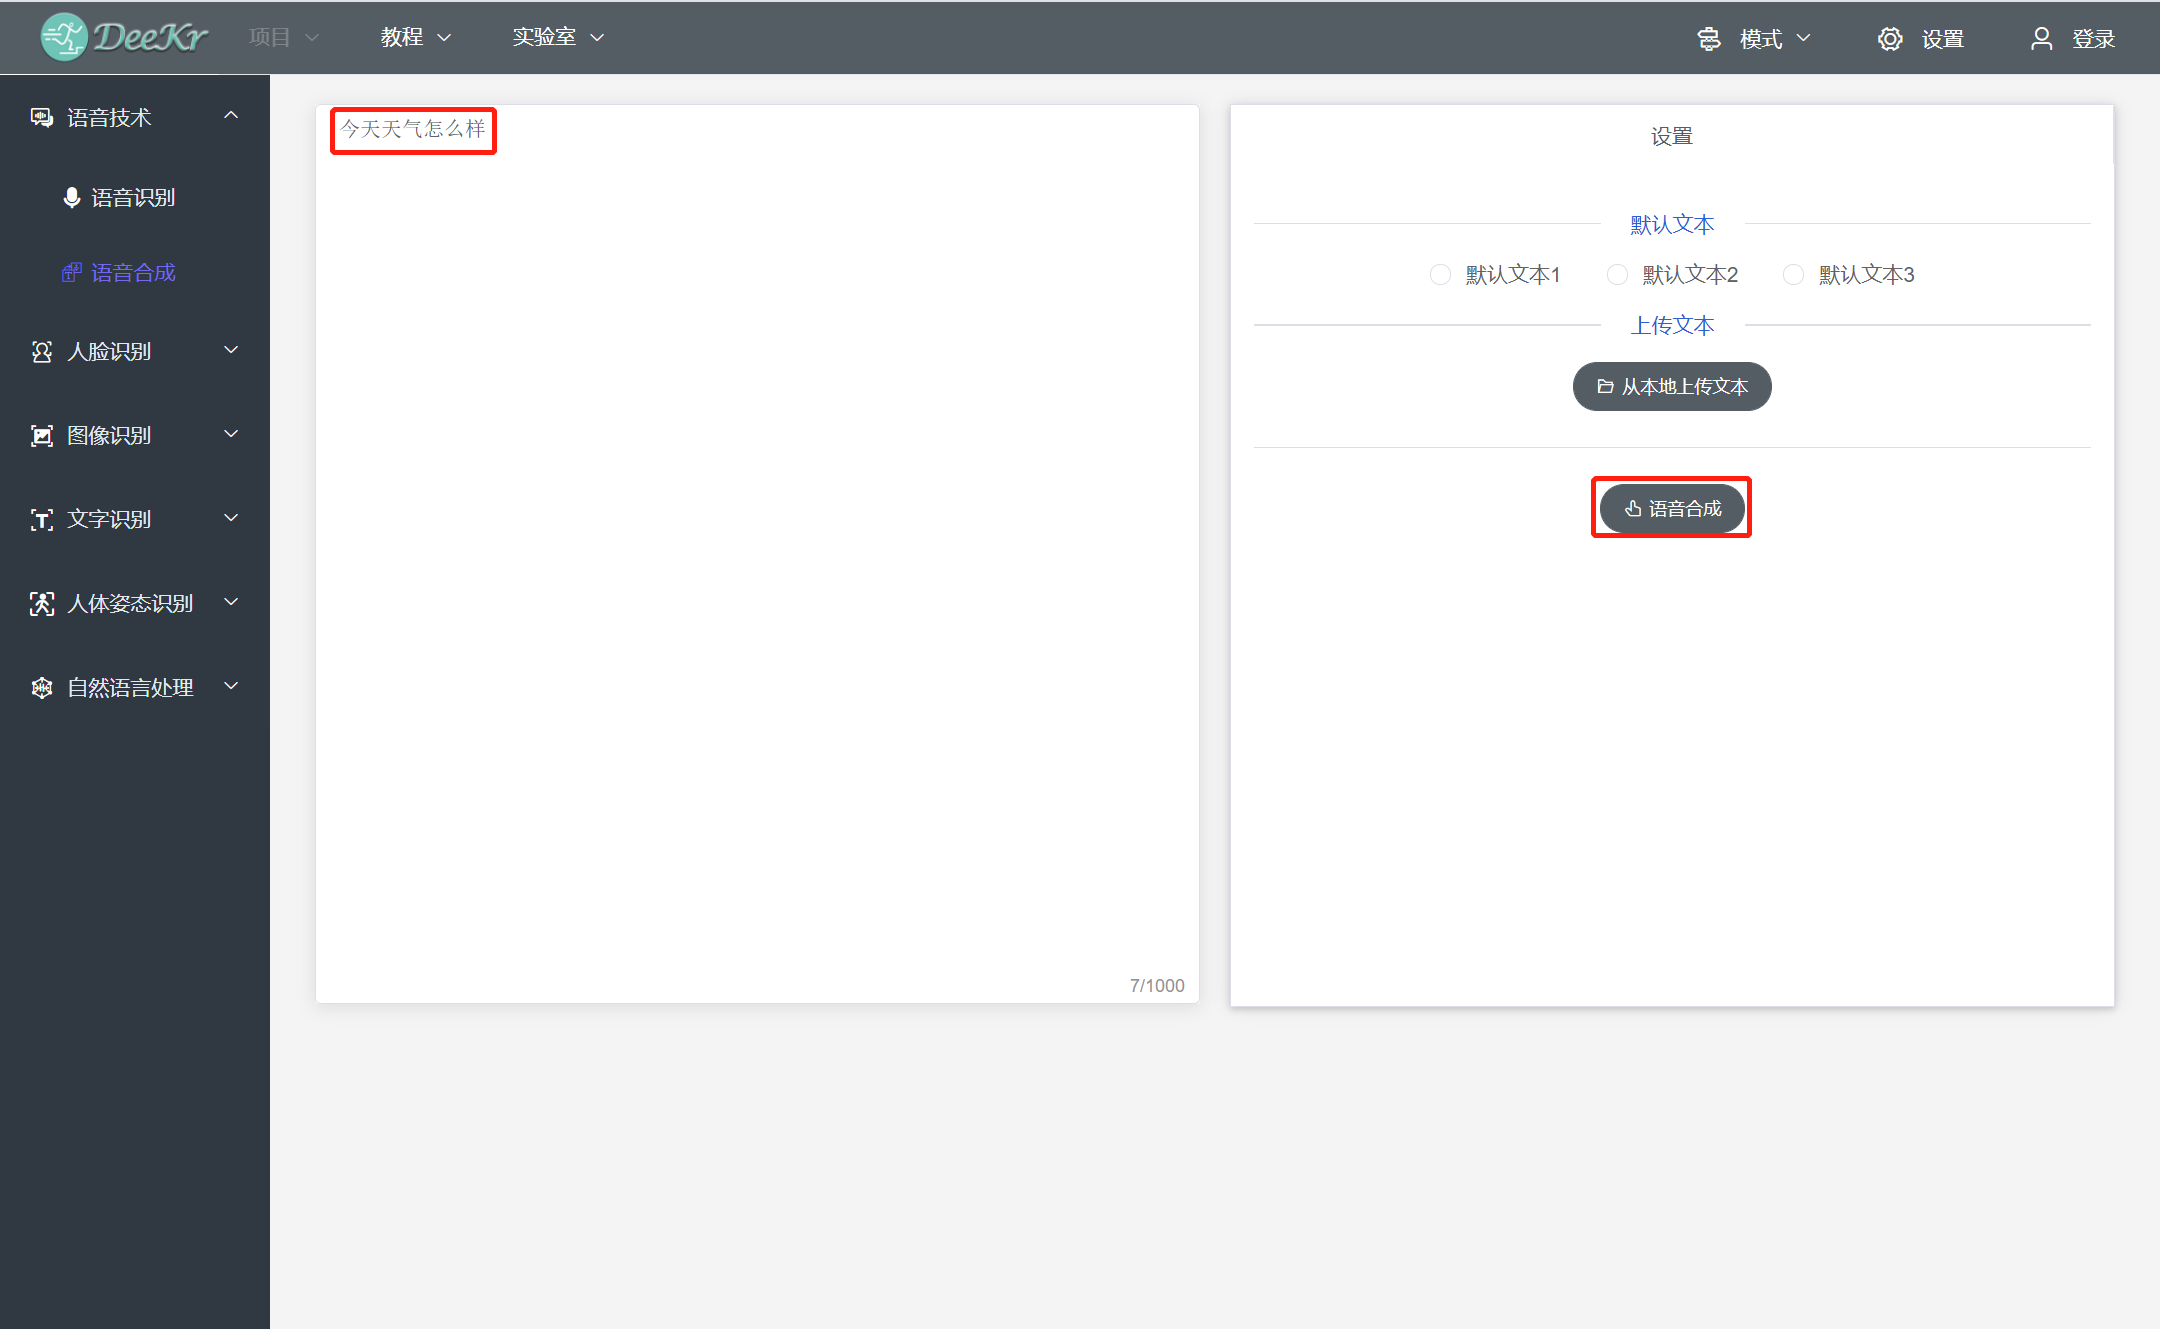 DeeKr 项目 教程 实验室 模式 设置 登录
语音技术
语音识别
语音合成
人脸识别
图像识别
文字识别
人体姿态识别
自然语言处理
今天天气怎么样
7/1000
设置
默认文本
默认文本1 默认文本2 默认文本3
上传文本
从本地上传文本
语音合成